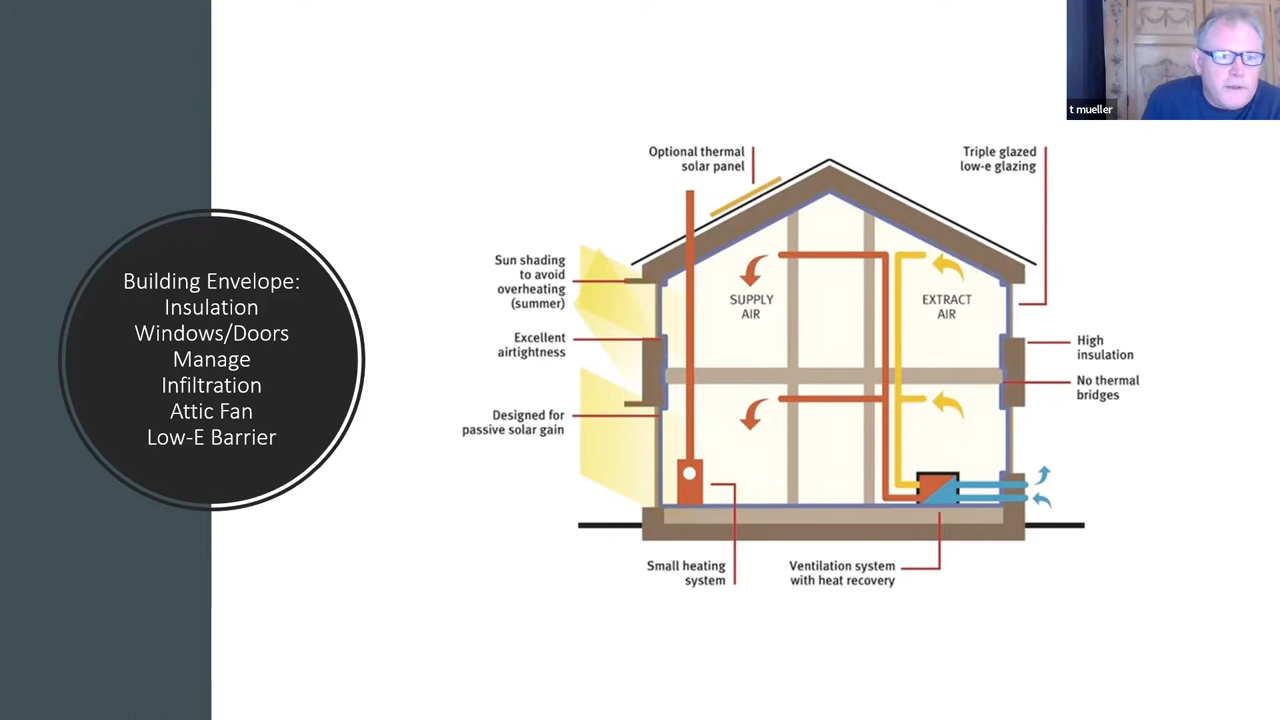 Building Envelope:
Insulation
Windows/Doors
Manage
Infiltration
Attic Fan
Low-E Barrier
t mueller
Optional thermal
solar panel
Triple glazed
low-e glazing
Sun shading
to avoid
overheating
(summer)
SUPPLY
AIR
EXTRACT
AIR
Excellent
airtightness
High
insulation
No thermal
bridges
Designed for
passive solar gain
Small heating
system
Ventilation system
with heat recovery